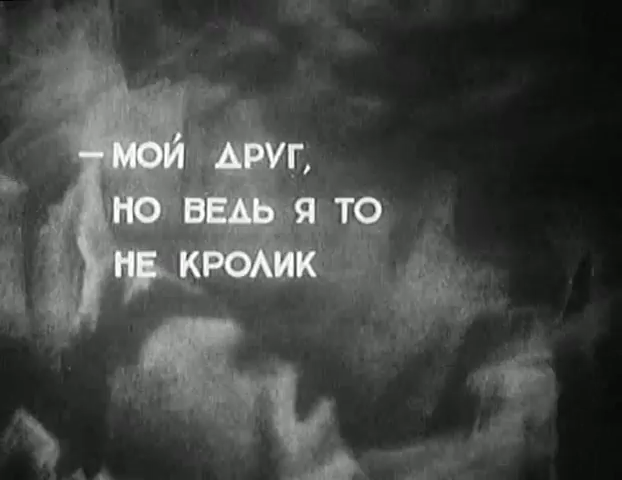 — МОЙ ДРУГ,
НО ВЕДЬ Я ТО
НЕ КРОЛИК